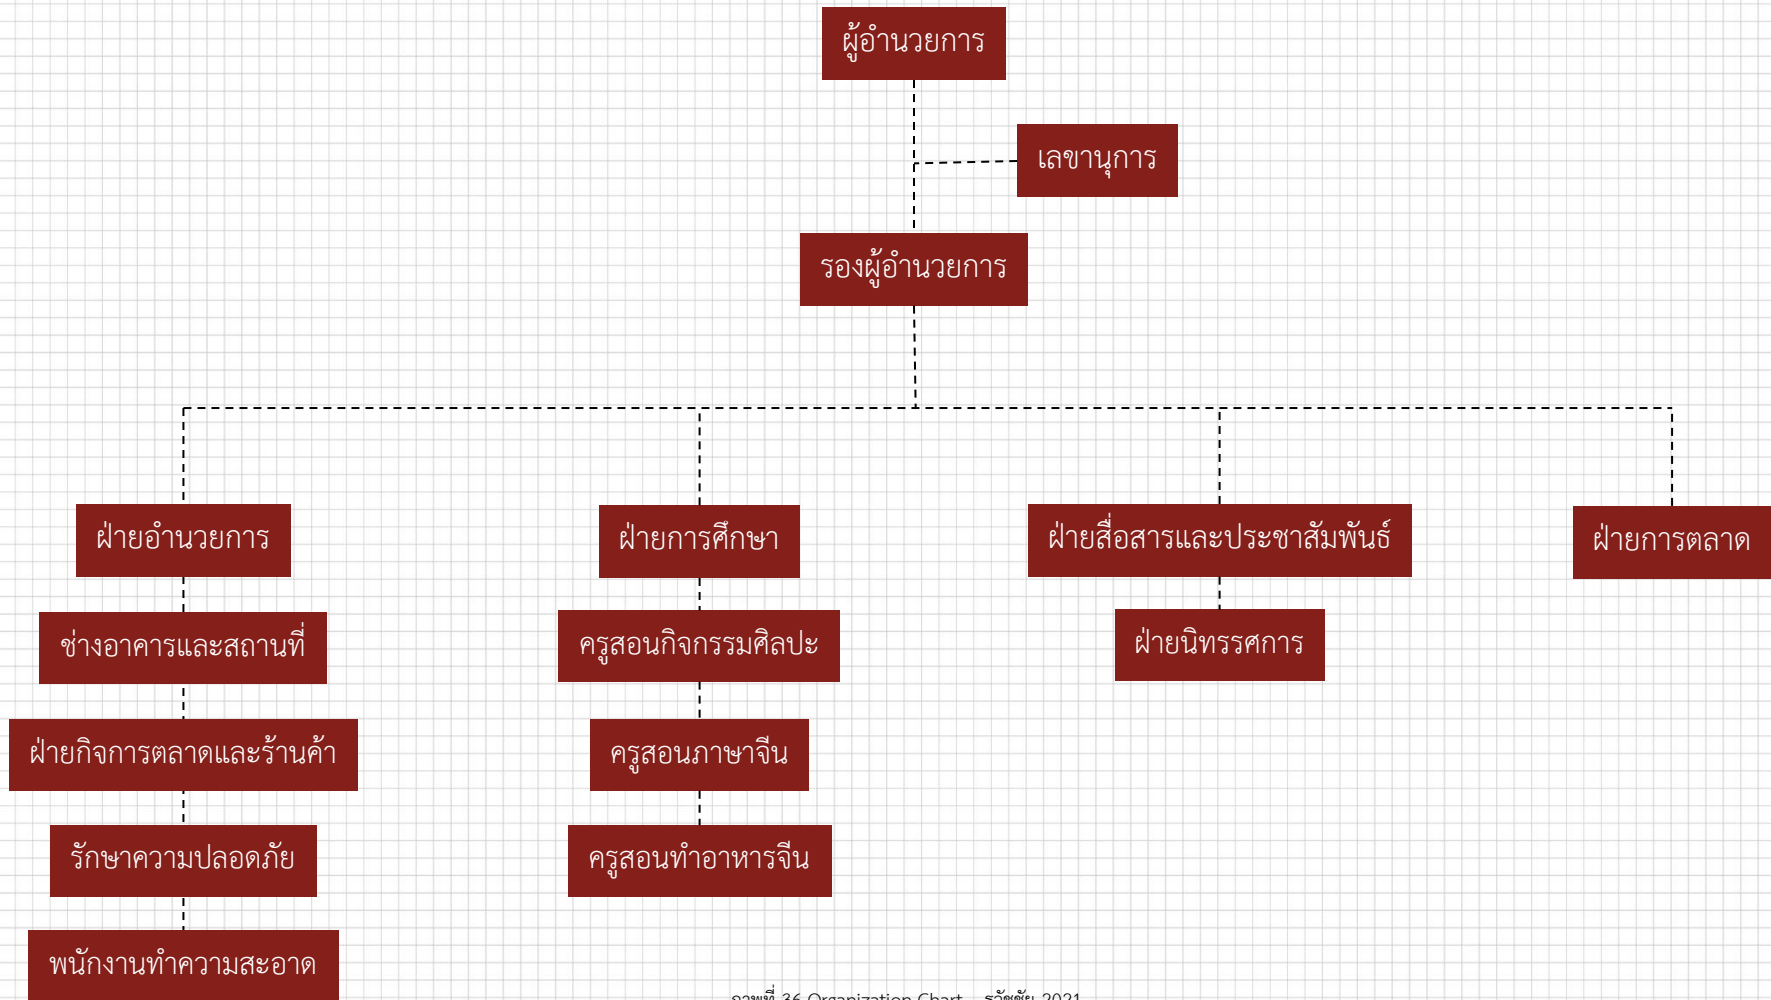 ผู้อำนวยการ
เลขานุการ
รองผู้อำนวยการ
ฝ่ายอำนวยการ
ช่างอาคารและสถานที่
ฝ่ายกิจการตลาดและร้านค้า
รักษาความปลอดภัย
พนักงานทำความสะอาด
ฝ่ายการศึกษา
ครูสอนกิจกรรมศิลปะ
ครูสอนภาษาจีน
ครูสอนทำอาหารจีน
ฝ่ายสื่อสารและประชาสัมพันธ์
ฝ่ายนิทรรศการ
ฝ่ายการตลาด
ภาพที่ 36 Organization Chart 2021